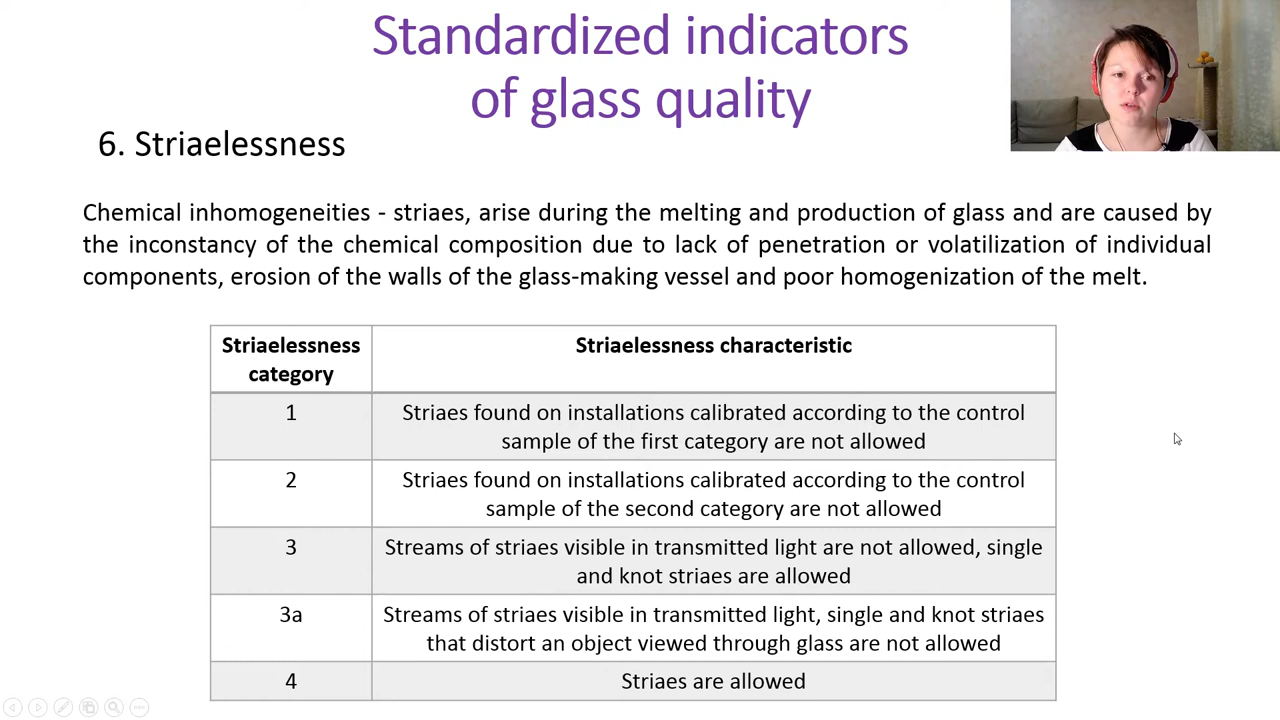 Standardized indicators
of glass quality
6. Striaelessness
Chemical inhomogeneities - striaes, arise during the melting and production of glass and are caused by
the inconstancy of the chemical composition due to lack of penetration or volatilization of individual
components, erosion of the walls of the glass-making vessel and poor homogenization of the melt.
Striaelessness
category
Striaelessness characteristic
1
Striaes found on installations calibrated according to the control
sample of the first category are not allowed
2
Striaes found on installations calibrated according to the control
sample of the second category are not allowed
3
Streams of striaes visible in transmitted light are not allowed, single
and knot striaes are allowed
3a
Streams of striaes visible in transmitted light, single and knot striaes
that distort an object viewed through glass are not allowed
4
Striaes are allowed